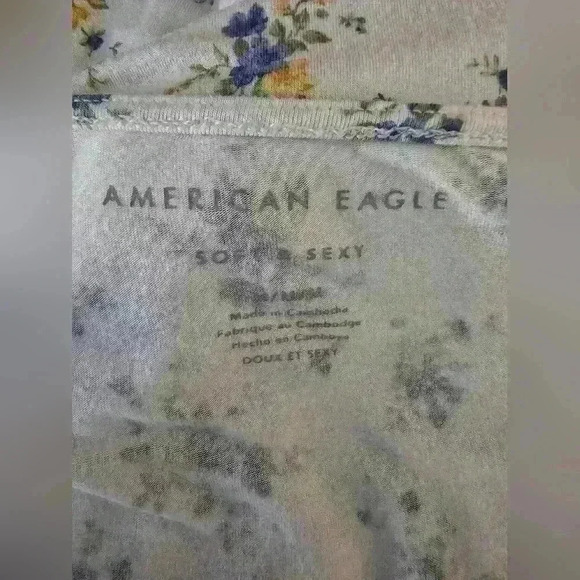 AMERICAN EAGLE
SOFT & SEXY
Made in Cambodia
Fabriqué au Cambodge
Hecho en Camboya
DOUX ET SEXY